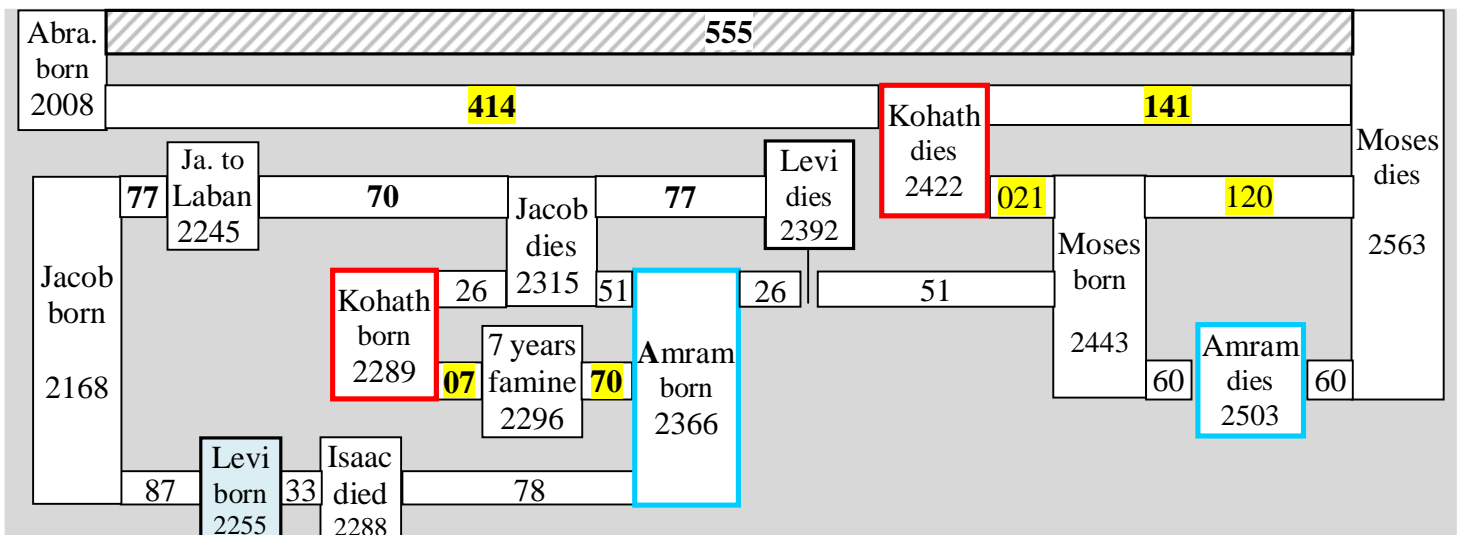 Abra.
born
2008
555
414
Kohath
dies
2422
141
Moses
dies
2563
Jacob
born
2168
77
Ja. to
Laban
2245
70
Jacob
dies
2315
77
Levi
dies
2392
021
Moses
born
2443
120
Kohath
born
2289
26
51
Amram
born
2366
26
51
07
7 years
famine
2296
70
60
Amram
dies
2503
60
87
Levi
born
2255
33
Isaac
died
2288
78